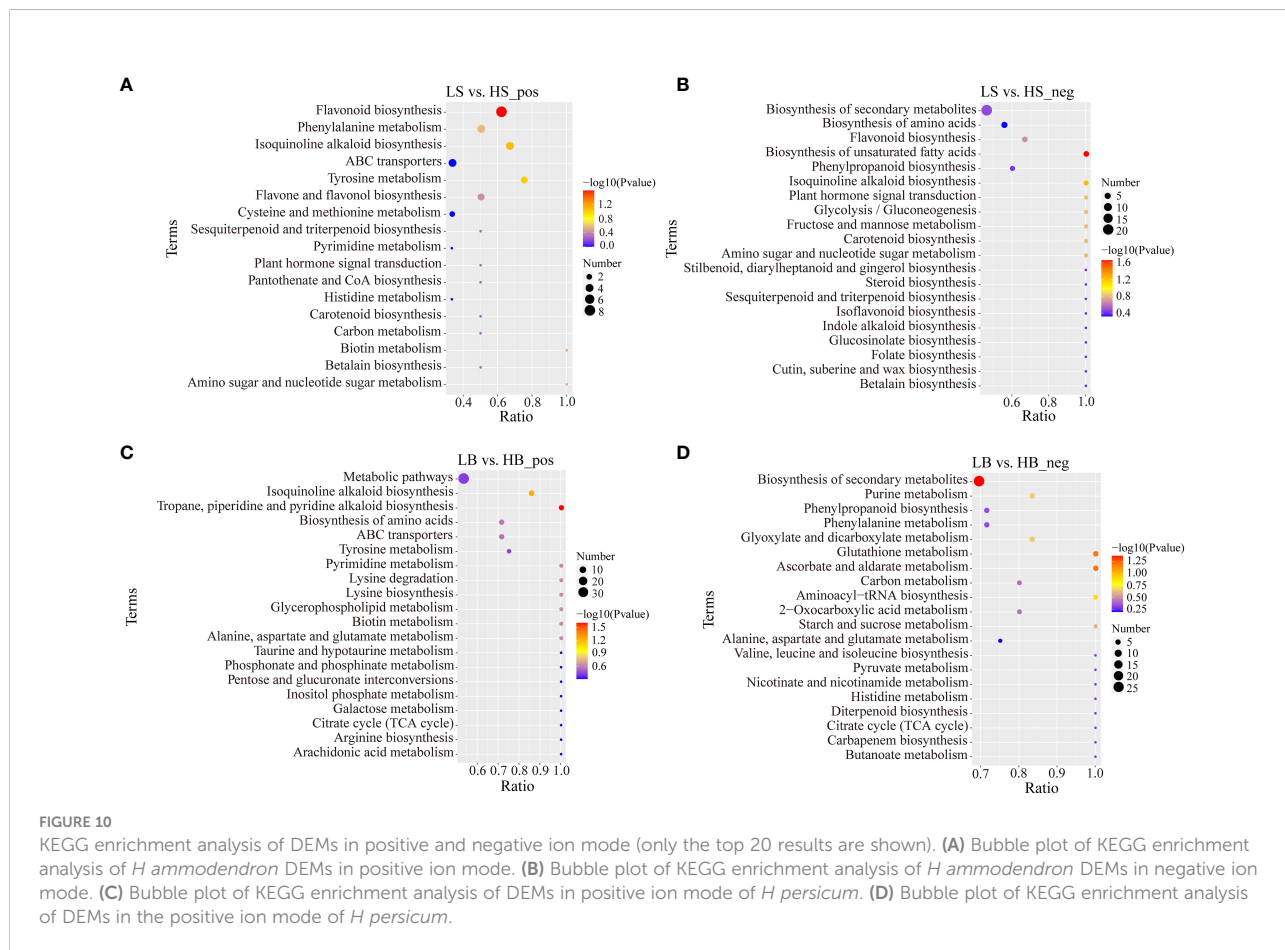 A
LS vs. HS_pos
Flavonoid biosynthesis
Phenylalanine metabolism
Isoquinoline alkaloid biosynthesis
ABC transporters
Tyrosine metabolism
Flavone and flavonol biosynthesis
Cysteine and methionine metabolism
Sesquiterpenoid and triterpenoid biosynthesis
Pyrimidine metabolism
Plant hormone signal transduction
Pantothenate and CoA biosynthesis
Histidine metabolism
Carotenoid biosynthesis
Carbon metabolism
Biotin metabolism
Betalain biosynthesis
Amino sugar and nucleotide sugar metabolism
Terms
0.4 0.6 0.8 1.0
Ratio
−log10(Pvalue)
1.6
1.2
0.8
0.4
0.0
Number
2
4
6
8
B
LS vs. HS_neg
Biosynthesis of secondary metabolites
Biosynthesis of amino acids
Flavonoid biosynthesis
Biosynthesis of unsaturated fatty acids
Phenylpropanoid biosynthesis
Isoquinoline alkaloid biosynthesis
Plant hormone signal transduction
Glycolysis / Gluconeogenesis
Fructose and mannose metabolism
Carotenoid biosynthesis
Amino sugar and nucleotide sugar metabolism
Stilbenoid, diarylheptanoid and gingerol biosynthesis
Steroid biosynthesis
Sesquiterpenoid and triterpenoid biosynthesis
Isoflavonoid biosynthesis
Indole alkaloid biosynthesis
Glucosinolate biosynthesis
Folate biosynthesis
Cutin, suberine and wax biosynthesis
Betalain biosynthesis
Terms
0.6 0.8 1.0
Ratio
Number
5
10
15
20
−log10(Pvalue)
1.6
1.2
0.8
0.4
C
LB vs. HB_pos
Metabolic pathways
Isoquinoline alkaloid biosynthesis
Tropane, piperidine and pyridine alkaloid biosynthesis
Biosynthesis of amino acids
ABC transporters
Tyrosine metabolism
Pyrimidine metabolism
Lysine degradation
Lysine biosynthesis
Glycerophospholipid metabolism
Biotin metabolism
Alanine, aspartate and glutamate metabolism
Taurine and hypotaurine metabolism
Phosphonate and phosphinate metabolism
Pentose and glucuronate interconversions
Inositol phosphate metabolism
Galactose metabolism
Citrate cycle (TCA cycle)
Arginine biosynthesis
Arachidonic acid metabolism
Terms
0.6 0.7 0.8 0.9 1.0
Ratio
Number
10
20
30
−log10(Pvalue)
1.5
1.2
0.9
0.6
D
LB vs. HB_neg
Biosynthesis of secondary metabolites
Purine metabolism
Phenylpropanoid biosynthesis
Phenylalanine metabolism
Glyoxylate and dicarboxylate metabolism
Glutathione metabolism
Ascorbate and aldarate metabolism
Carbon metabolism
Aminoacyl−tRNA biosynthesis
2−Oxocarboxylic acid metabolism
Starch and sucrose metabolism
Alanine, aspartate and glutamate metabolism
Valine, leucine and isoleucine biosynthesis
Pyruvate metabolism
Nicotinate and nicotinamide metabolism
Histidine metabolism
Diterpenoid biosynthesis
Citrate cycle (TCA cycle)
Carbapenem biosynthesis
Butanoate metabolism
Terms
0.7 0.8 0.9 1.0
Ratio
−log10(Pvalue)
1.25
1.00
0.75
0.50
0.25
Number
5
10
15
20
25
FIGURE 10
KEGG enrichment analysis of DEMs in positive and negative ion mode (only the top 20 results are shown). (A) Bubble plot of KEGG enrichment
analysis of H ammodendron DEMs in positive ion mode. (B) Bubble plot of KEGG enrichment analysis of H ammodendron DEMs in negative ion
mode. (C) Bubble plot of KEGG enrichment analysis of DEMs in positive ion mode of H persicum. (D) Bubble plot of KEGG enrichment analysis
of DEMs in the positive ion mode of H persicum.